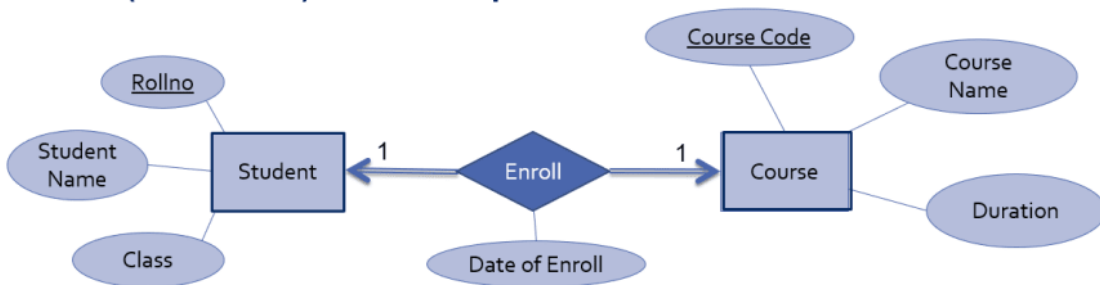 Course Code
Course
Name
Rollno
Student
Name
Student
1
Enroll
1
Course
Duration
Class
Date of Enroll